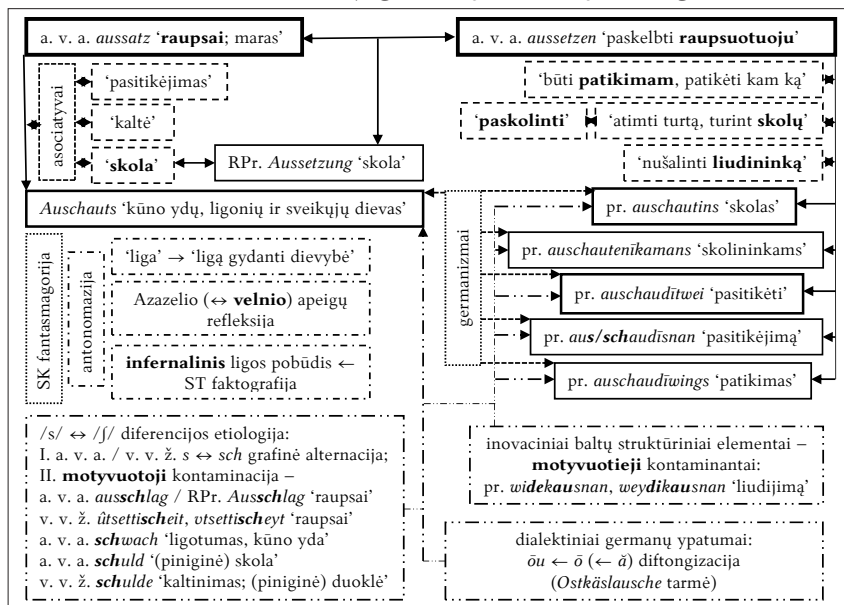 a. v. a. aussatz ‘raupsai; maras’
a. v. a. aussetzen ‘paskelbti raupsuotuoju’
asociatyvai
‘pasitikėjimas’
‘kaltė’
‘skola’
RPr. Aussetzung ‘skola’
‘būti patikimam, patikėti kam ką’
‘paskolinti’
‘atimti turtą, turint skolų’
‘nušalinti liudininką’
Auschauts ‘kūno ydų, ligonių ir sveikųjų dievas’
SK fantasmagorija
antonomazija
‘liga’ → ‘ligą gydanti dievybė’
Azazelio (↔ velnio) apeigų
refleksija
infernalinis ligos pobūdis ←
ST faktografija
germanizmai
pr. auschautins ‘skolas’
pr. auschautenīkamans ‘skolininkams’
pr. auschaudītwei ‘pasitikėti’
pr. aus/schaudīsnan ‘pasitikėjimą’
pr. auschaudīwings ‘patikimas’
/s/ ↔ /ʃ/ diferencijos etiologija:
I. a. v. a. / v. v. ž. s ↔ sch grafinė alternacija;
II. motyvuotoji kontaminacija –
a. v. a. ausschlag / RPr. Ausschlag ‘raupsai’
v. v. ž. ûtsettischeit, vtsettischeyt ‘raupsai’
a. v. a. schwach ‘ligotumas, kūno yda’
a. v. a. schuld ‘(piniginė) skola’
v. v. ž. schulde ‘kaltinimas; (piniginė) duoklė’
inovaciniai baltų struktūriniai elementai –
motyvuotieji kontaminantai:
pr. widekausnan, weydikausnan ‘liudijimą’
dialektiniai germanų ypatumai:
ōu ← ō (← ă) diftongizacija
(Ostkäslausche tarmė)